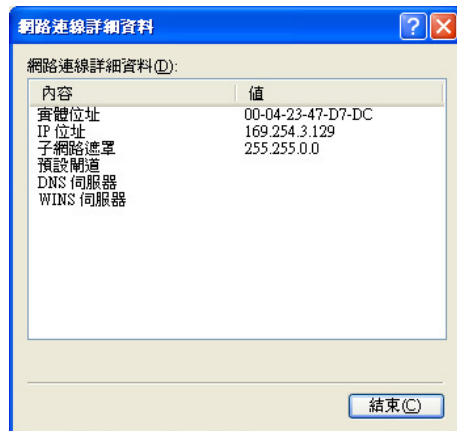 網路連線詳細資料
網路連線詳細資料(D):
內容 值
實體位址 00-04-23-47-D7-DC
IP 位址 169.254.3.129
子網路遮罩 255.255.0.0
預設閘道
DNS 伺服器
WINS 伺服器
結束(C)